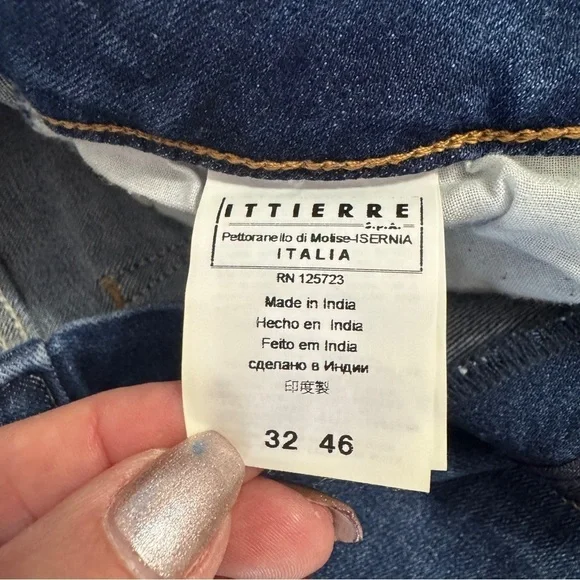 ITTIERRE
S.p.A.
Pettoranello di Molise-ISERNIA
ITALIA
RN 125723
Made in India
Hecho en India
Feito em India
сделано в Индии
印度製
32 46